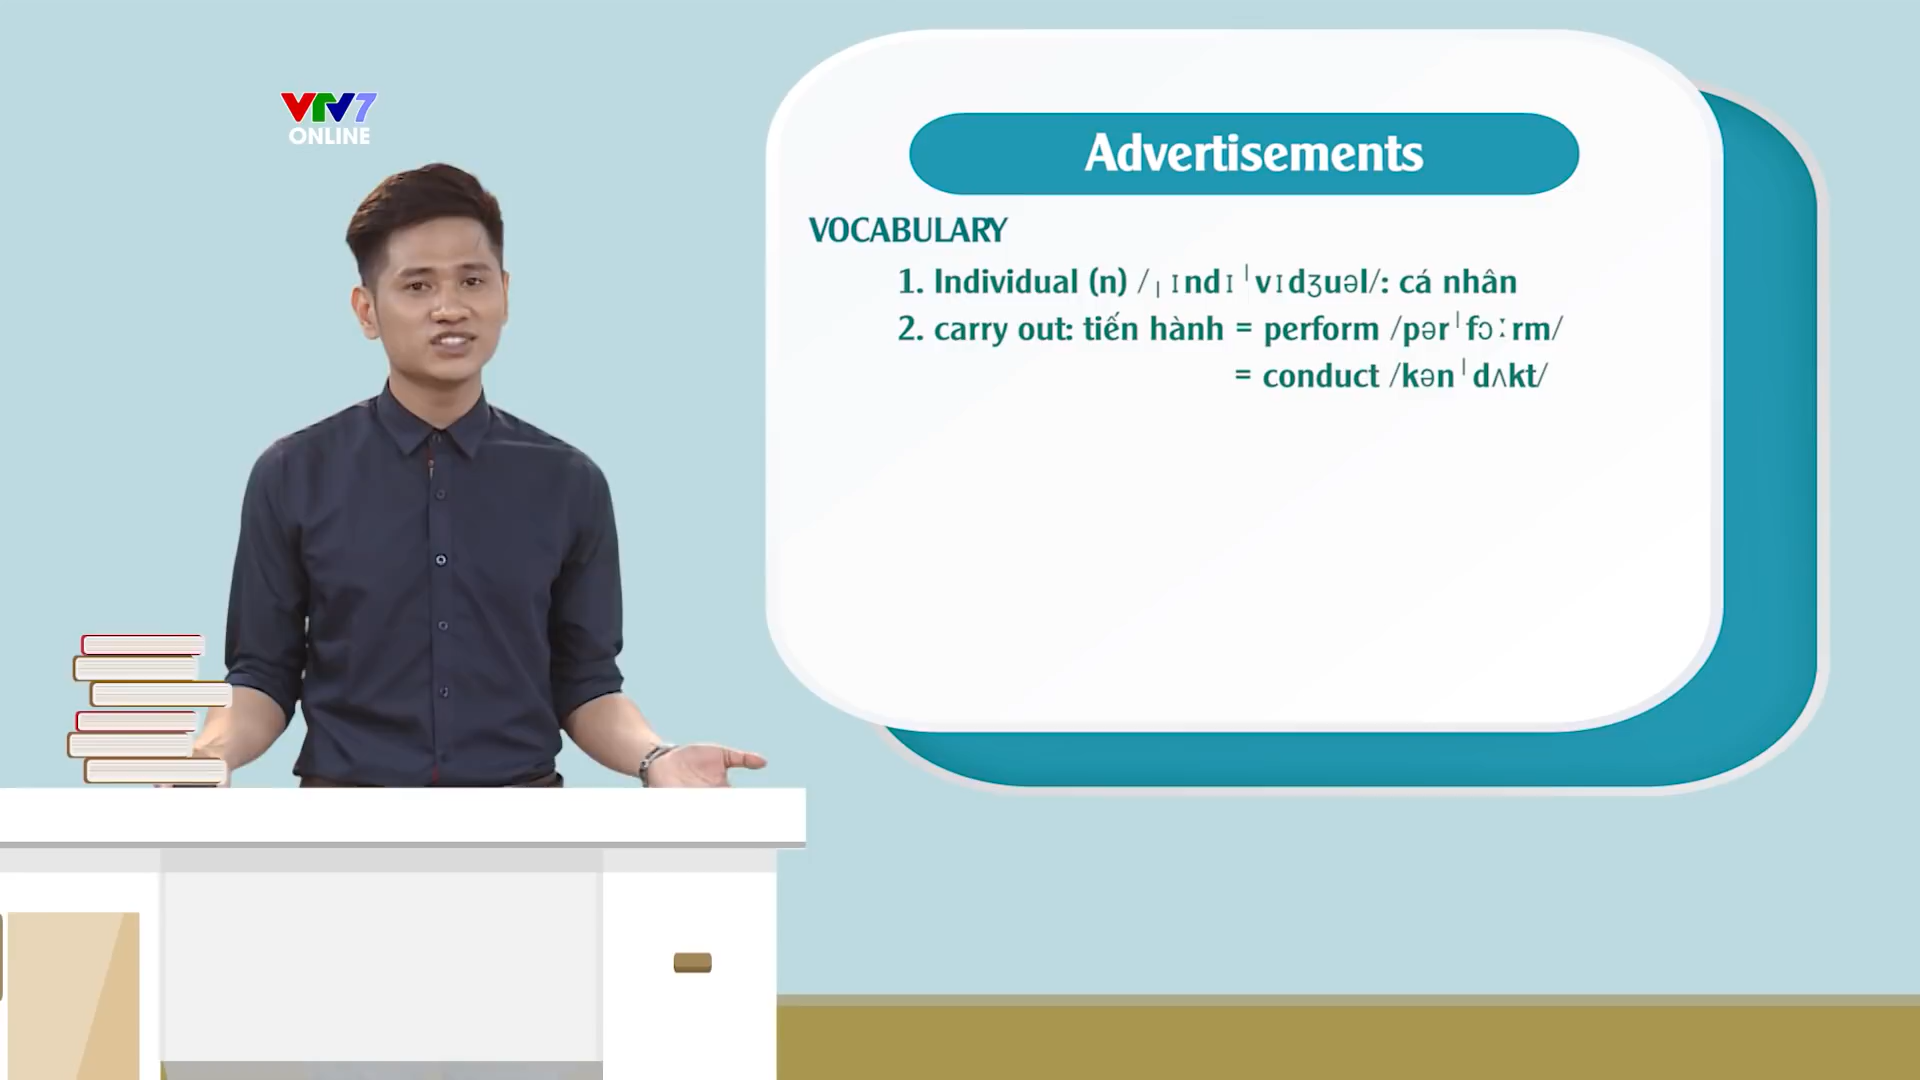 VTV7
ONLINE
Advertisements
VOCABULARY
1. Individual (n) /ˌɪndɪˈvɪdʒuəl/: cá nhân
2. carry out: tiến hành = perform /pərˈfɔːrm/
= conduct /kənˈdʌkt/